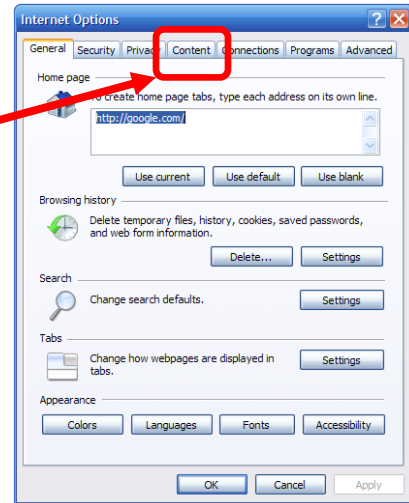 Internet Options
General Security Privacy Content Connections Programs Advanced
Home page
To create home page tabs, type each address on its own line.
http://google.com/
Use current Use default Use blank
Browsing history
Delete temporary files, history, cookies, saved passwords,
and web form information.
Delete... Settings
Search
Change search defaults. Settings
Tabs
Change how webpages are displayed in
tabs.
Settings
Appearance
Colors Languages Fonts Accessibility
OK Cancel Apply